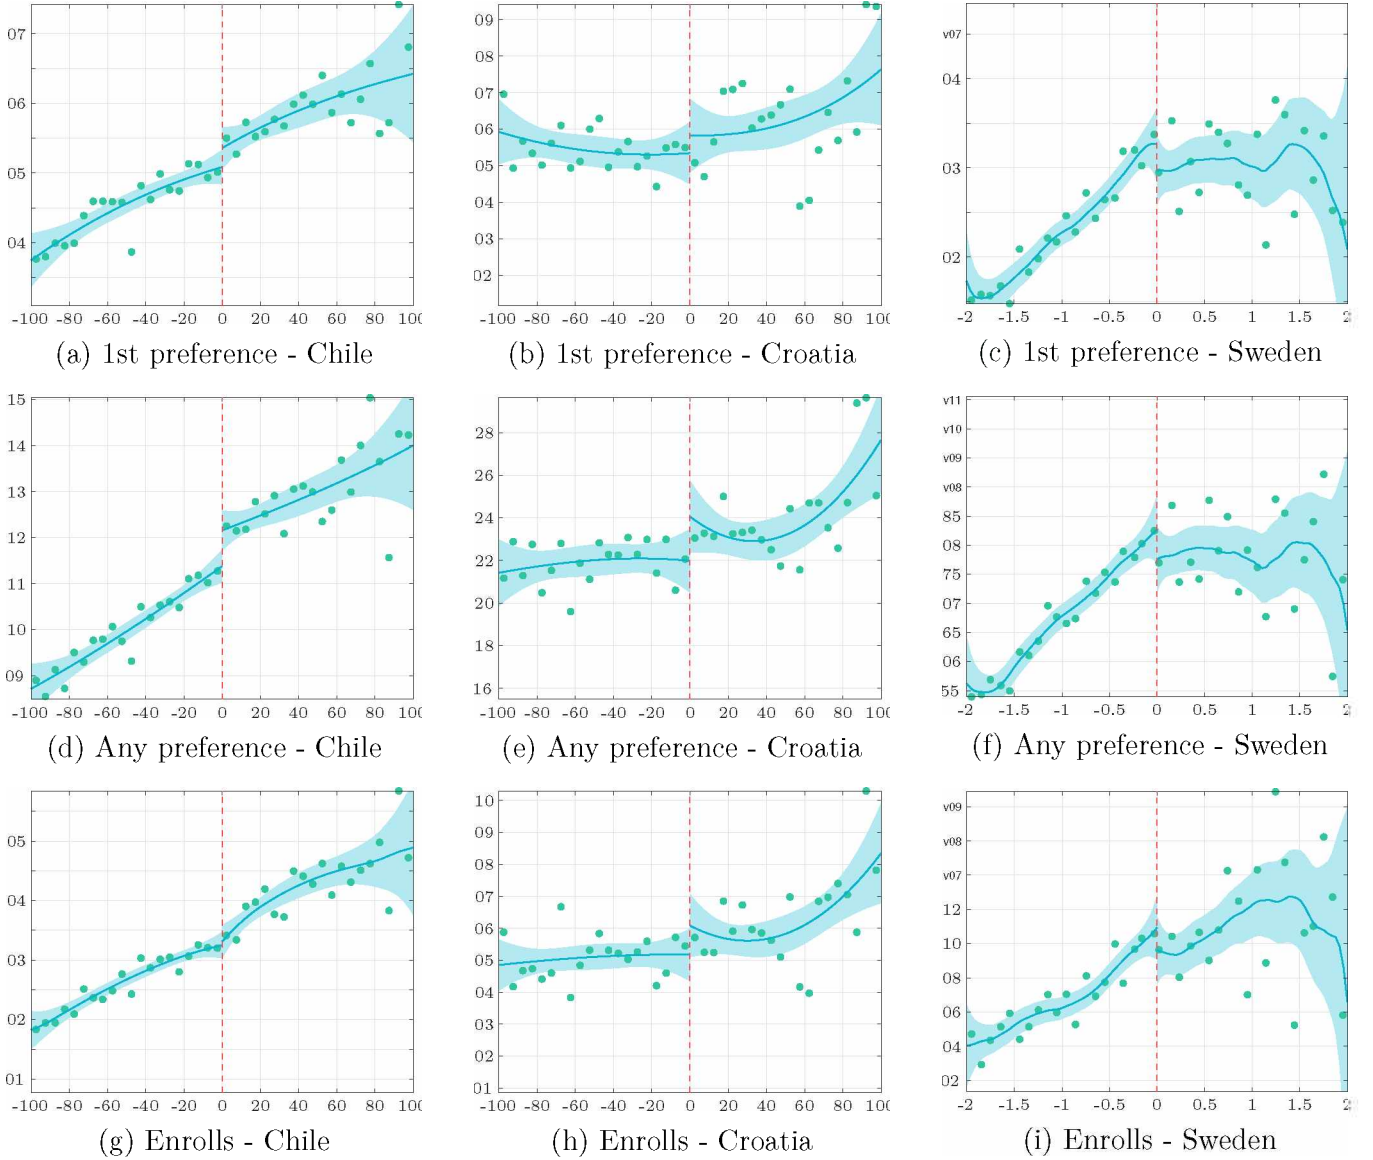 07
06
05
04
-100 -80 -60 -40 -20 0 20 40 60 80 100
(a) 1st preference - Chile
09
08
07
06
05
04
03
02
-100 -80 -60 -40 -20 0 20 40 60 80 100
(b) 1st preference - Croatia
v07
04
03
02
-2 -1.5 -1 -0.5 0 0.5 1 1.5 2
(c) 1st preference - Sweden
15
14
13
12
11
10
09
-100 -80 -60 -40 -20 0 20 40 60 80 100
(d) Any preference - Chile
28
26
24
22
20
18
16
-100 -80 -60 -40 -20 0 20 40 60 80 100
(e) Any preference - Croatia
v11
v10
v09
v08
85
08
75
07
65
06
55
-2 -1.5 -1 -0.5 0 0.5 1 1.5 2
(f) Any preference - Sweden
05
04
03
02
01
-100 -80 -60 -40 -20 0 20 40 60 80 100
(g) Enrolls - Chile
10
09
08
07
06
05
04
03
02
01
-100 -80 -60 -40 -20 0 20 40 60 80 100
(h) Enrolls - Croatia
v09
v08
v07
12
10
08
06
04
02
-2 -1.5 -1 -0.5 0 0.5 1 1.5 2
(i) Enrolls - Sweden